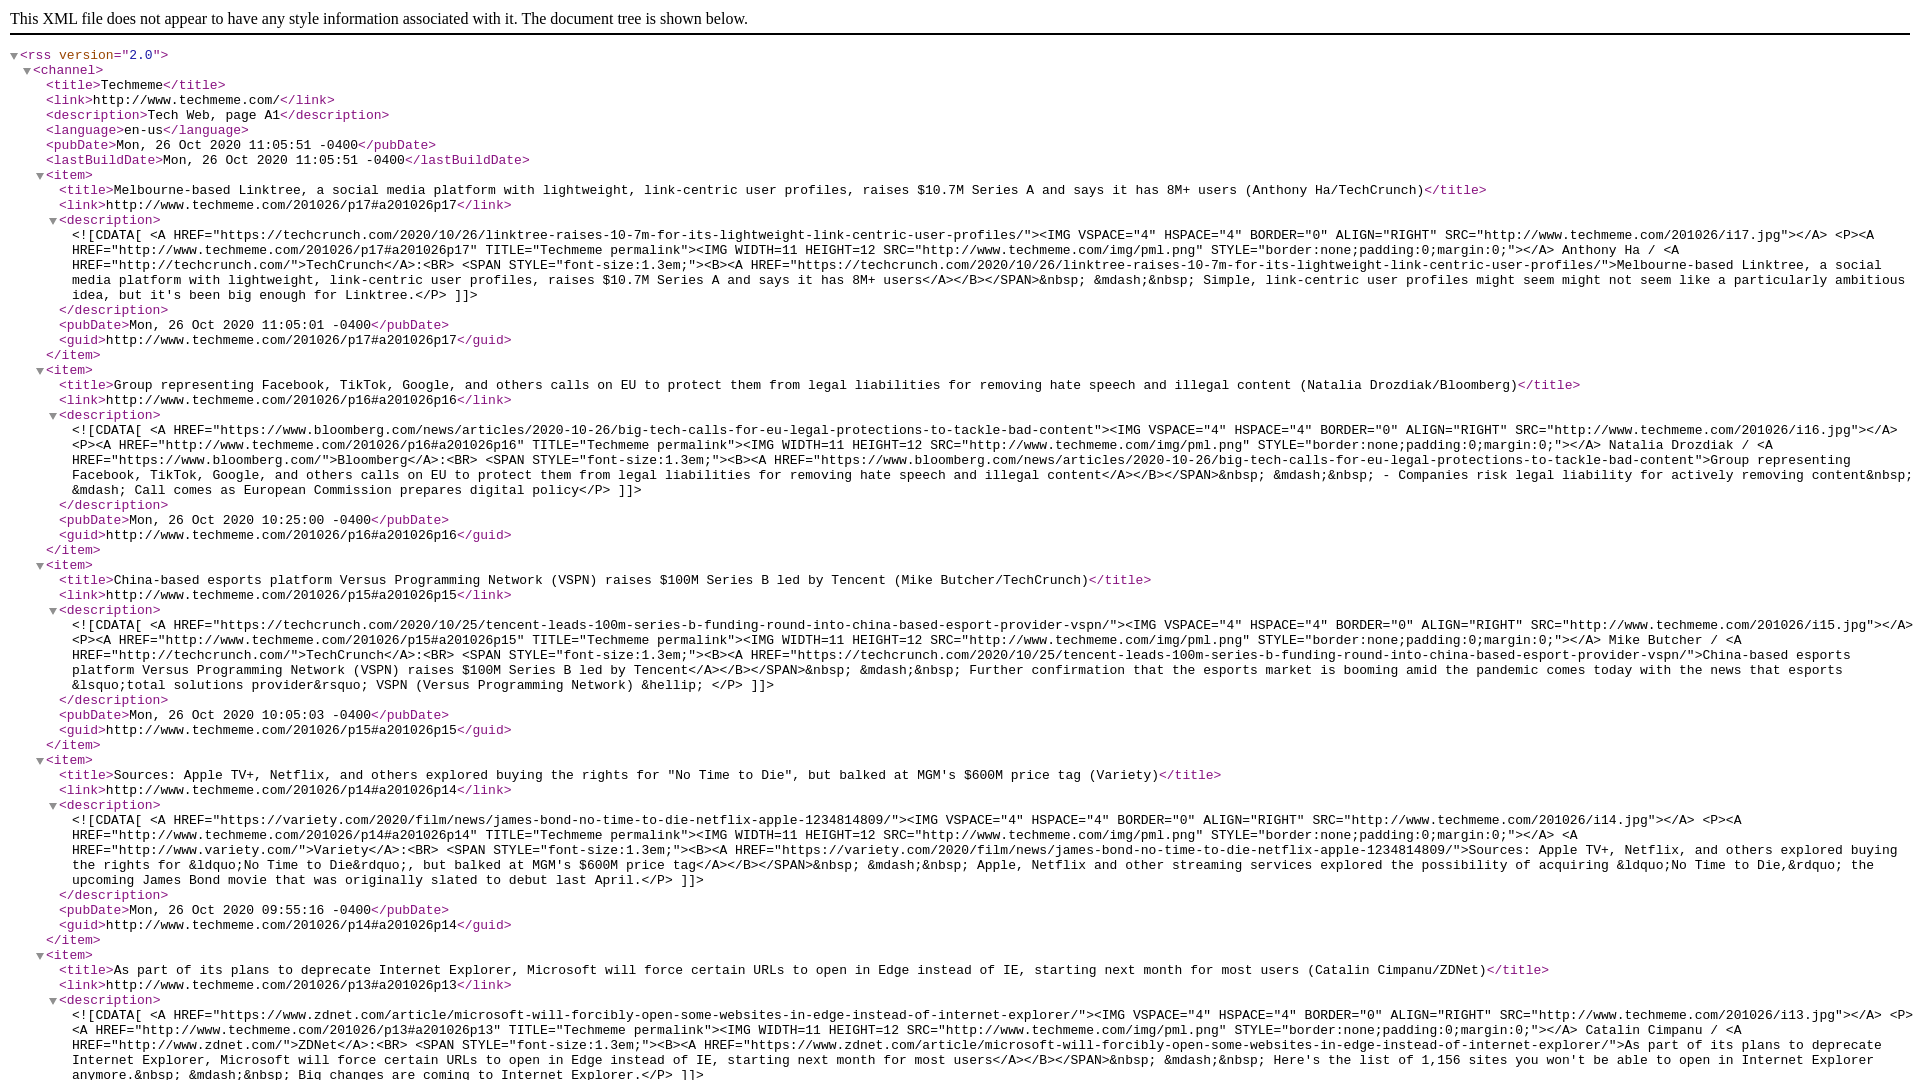 This XML file does not appear to have any style information associated with it. The document tree is shown below.
<rss version="2.0">
<channel>
<title>Techmeme</title>
<link>http://www.techmeme.com/</link>
<description>Tech Web, page A1</description>
<language>en-us</language>
<pubDate>Mon, 26 Oct 2020 11:05:51 -0400</pubDate>
<lastBuildDate>Mon, 26 Oct 2020 11:05:51 -0400</lastBuildDate>
<item>
<title>Melbourne-based Linktree, a social media platform with lightweight, link-centric user profiles, raises $10.7M Series A and says it has 8M+ users (Anthony Ha/TechCrunch)</title>
<link>http://www.techmeme.com/201026/p17#a201026p17</link>
<description>
<![CDATA[ <A HREF="https://techcrunch.com/2020/10/26/linktree-raises-10-7m-for-its-lightweight-link-centric-user-profiles/"><IMG VSPACE="4" HSPACE="4" BORDER="0" ALIGN="RIGHT" SRC="http://www.techmeme.com/201026/i17.jpg"></A> <P><A
HREF="http://www.techmeme.com/201026/p17#a201026p17" TITLE="Techmeme permalink"><IMG WIDTH=11 HEIGHT=12 SRC="http://www.techmeme.com/img/pml.png" STYLE="border:none;padding:0;margin:0;"></A> Anthony Ha / <A
HREF="http://techcrunch.com/">TechCrunch</A>:<BR> <SPAN STYLE="font-size:1.3em;"><B><A HREF="https://techcrunch.com/2020/10/26/linktree-raises-10-7m-for-its-lightweight-link-centric-user-profiles/">Melbourne-based Linktree, a social
media platform with lightweight, link-centric user profiles, raises $10.7M Series A and says it has 8M+ users</A></B></SPAN>&nbsp; &mdash;&nbsp; Simple, link-centric user profiles might seem might not seem like a particularly ambitious
idea, but it's been big enough for Linktree.</P> ]]>
</description>
<pubDate>Mon, 26 Oct 2020 11:05:01 -0400</pubDate>
<guid>http://www.techmeme.com/201026/p17#a201026p17</guid>
</item>
<item>
<title>Group representing Facebook, TikTok, Google, and others calls on EU to protect them from legal liabilities for removing hate speech and illegal content (Natalia Drozdiak/Bloomberg)</title>
<link>http://www.techmeme.com/201026/p16#a201026p16</link>
<description>
<![CDATA[ <A HREF="https://www.bloomberg.com/news/articles/2020-10-26/big-tech-calls-for-eu-legal-protections-to-tackle-bad-content"><IMG VSPACE="4" HSPACE="4" BORDER="0" ALIGN="RIGHT" SRC="http://www.techmeme.com/201026/i16.jpg"></A>
<P><A HREF="http://www.techmeme.com/201026/p16#a201026p16" TITLE="Techmeme permalink"><IMG WIDTH=11 HEIGHT=12 SRC="http://www.techmeme.com/img/pml.png" STYLE="border:none;padding:0;margin:0;"></A> Natalia Drozdiak / <A
HREF="https://www.bloomberg.com/">Bloomberg</A>:<BR> <SPAN STYLE="font-size:1.3em;"><B><A HREF="https://www.bloomberg.com/news/articles/2020-10-26/big-tech-calls-for-eu-legal-protections-to-tackle-bad-content">Group representing
Facebook, TikTok, Google, and others calls on EU to protect them from legal liabilities for removing hate speech and illegal content</A></B></SPAN>&nbsp; &mdash;&nbsp; - Companies risk legal liability for actively removing content&nbsp;
&mdash; Call comes as European Commission prepares digital policy</P> ]]>
</description>
<pubDate>Mon, 26 Oct 2020 10:25:00 -0400</pubDate>
<guid>http://www.techmeme.com/201026/p16#a201026p16</guid>
</item>
<item>
<title>China-based esports platform Versus Programming Network (VSPN) raises $100M Series B led by Tencent (Mike Butcher/TechCrunch)</title>
<link>http://www.techmeme.com/201026/p15#a201026p15</link>
<description>
<![CDATA[ <A HREF="https://techcrunch.com/2020/10/25/tencent-leads-100m-series-b-funding-round-into-china-based-esport-provider-vspn/"><IMG VSPACE="4" HSPACE="4" BORDER="0" ALIGN="RIGHT" SRC="http://www.techmeme.com/201026/i15.jpg"></A>
<P><A HREF="http://www.techmeme.com/201026/p15#a201026p15" TITLE="Techmeme permalink"><IMG WIDTH=11 HEIGHT=12 SRC="http://www.techmeme.com/img/pml.png" STYLE="border:none;padding:0;margin:0;"></A> Mike Butcher / <A
HREF="http://techcrunch.com/">TechCrunch</A>:<BR> <SPAN STYLE="font-size:1.3em;"><B><A HREF="https://techcrunch.com/2020/10/25/tencent-leads-100m-series-b-funding-round-into-china-based-esport-provider-vspn/">China-based esports
platform Versus Programming Network (VSPN) raises $100M Series B led by Tencent</A></B></SPAN>&nbsp; &mdash;&nbsp; Further confirmation that the esports market is booming amid the pandemic comes today with the news that esports
&lsquo;total solutions provider&rsquo; VSPN (Versus Programming Network) &hellip; </P> ]]>
</description>
<pubDate>Mon, 26 Oct 2020 10:05:03 -0400</pubDate>
<guid>http://www.techmeme.com/201026/p15#a201026p15</guid>
</item>
<item>
<title>Sources: Apple TV+, Netflix, and others explored buying the rights for "No Time to Die", but balked at MGM's $600M price tag (Variety)</title>
<link>http://www.techmeme.com/201026/p14#a201026p14</link>
<description>
<![CDATA[ <A HREF="https://variety.com/2020/film/news/james-bond-no-time-to-die-netflix-apple-1234814809/"><IMG VSPACE="4" HSPACE="4" BORDER="0" ALIGN="RIGHT" SRC="http://www.techmeme.com/201026/i14.jpg"></A> <P><A
HREF="http://www.techmeme.com/201026/p14#a201026p14" TITLE="Techmeme permalink"><IMG WIDTH=11 HEIGHT=12 SRC="http://www.techmeme.com/img/pml.png" STYLE="border:none;padding:0;margin:0;"></A> <A
HREF="http://www.variety.com/">Variety</A>:<BR> <SPAN STYLE="font-size:1.3em;"><B><A HREF="https://variety.com/2020/film/news/james-bond-no-time-to-die-netflix-apple-1234814809/">Sources: Apple TV+, Netflix, and others explored buying
the rights for &ldquo;No Time to Die&rdquo;, but balked at MGM's $600M price tag</A></B></SPAN>&nbsp; &mdash;&nbsp; Apple, Netflix and other streaming services explored the possibility of acquiring &ldquo;No Time to Die,&rdquo; the
upcoming James Bond movie that was originally slated to debut last April.</P> ]]>
</description>
<pubDate>Mon, 26 Oct 2020 09:55:16 -0400</pubDate>
<guid>http://www.techmeme.com/201026/p14#a201026p14</guid>
</item>
<item>
<title>As part of its plans to deprecate Internet Explorer, Microsoft will force certain URLs to open in Edge instead of IE, starting next month for most users (Catalin Cimpanu/ZDNet)</title>
<link>http://www.techmeme.com/201026/p13#a201026p13</link>
<description>
<![CDATA[ <A HREF="https://www.zdnet.com/article/microsoft-will-forcibly-open-some-websites-in-edge-instead-of-internet-explorer/"><IMG VSPACE="4" HSPACE="4" BORDER="0" ALIGN="RIGHT" SRC="http://www.techmeme.com/201026/i13.jpg"></A> <P>
<A HREF="http://www.techmeme.com/201026/p13#a201026p13" TITLE="Techmeme permalink"><IMG WIDTH=11 HEIGHT=12 SRC="http://www.techmeme.com/img/pml.png" STYLE="border:none;padding:0;margin:0;"></A> Catalin Cimpanu / <A
HREF="http://www.zdnet.com/">ZDNet</A>:<BR> <SPAN STYLE="font-size:1.3em;"><B><A HREF="https://www.zdnet.com/article/microsoft-will-forcibly-open-some-websites-in-edge-instead-of-internet-explorer/">As part of its plans to deprecate
Internet Explorer, Microsoft will force certain URLs to open in Edge instead of IE, starting next month for most users</A></B></SPAN>&nbsp; &mdash;&nbsp; Here's the list of 1,156 sites you won't be able to open in Internet Explorer
anymore.&nbsp; &mdash;&nbsp; Big changes are coming to Internet Explorer.</P> ]]>